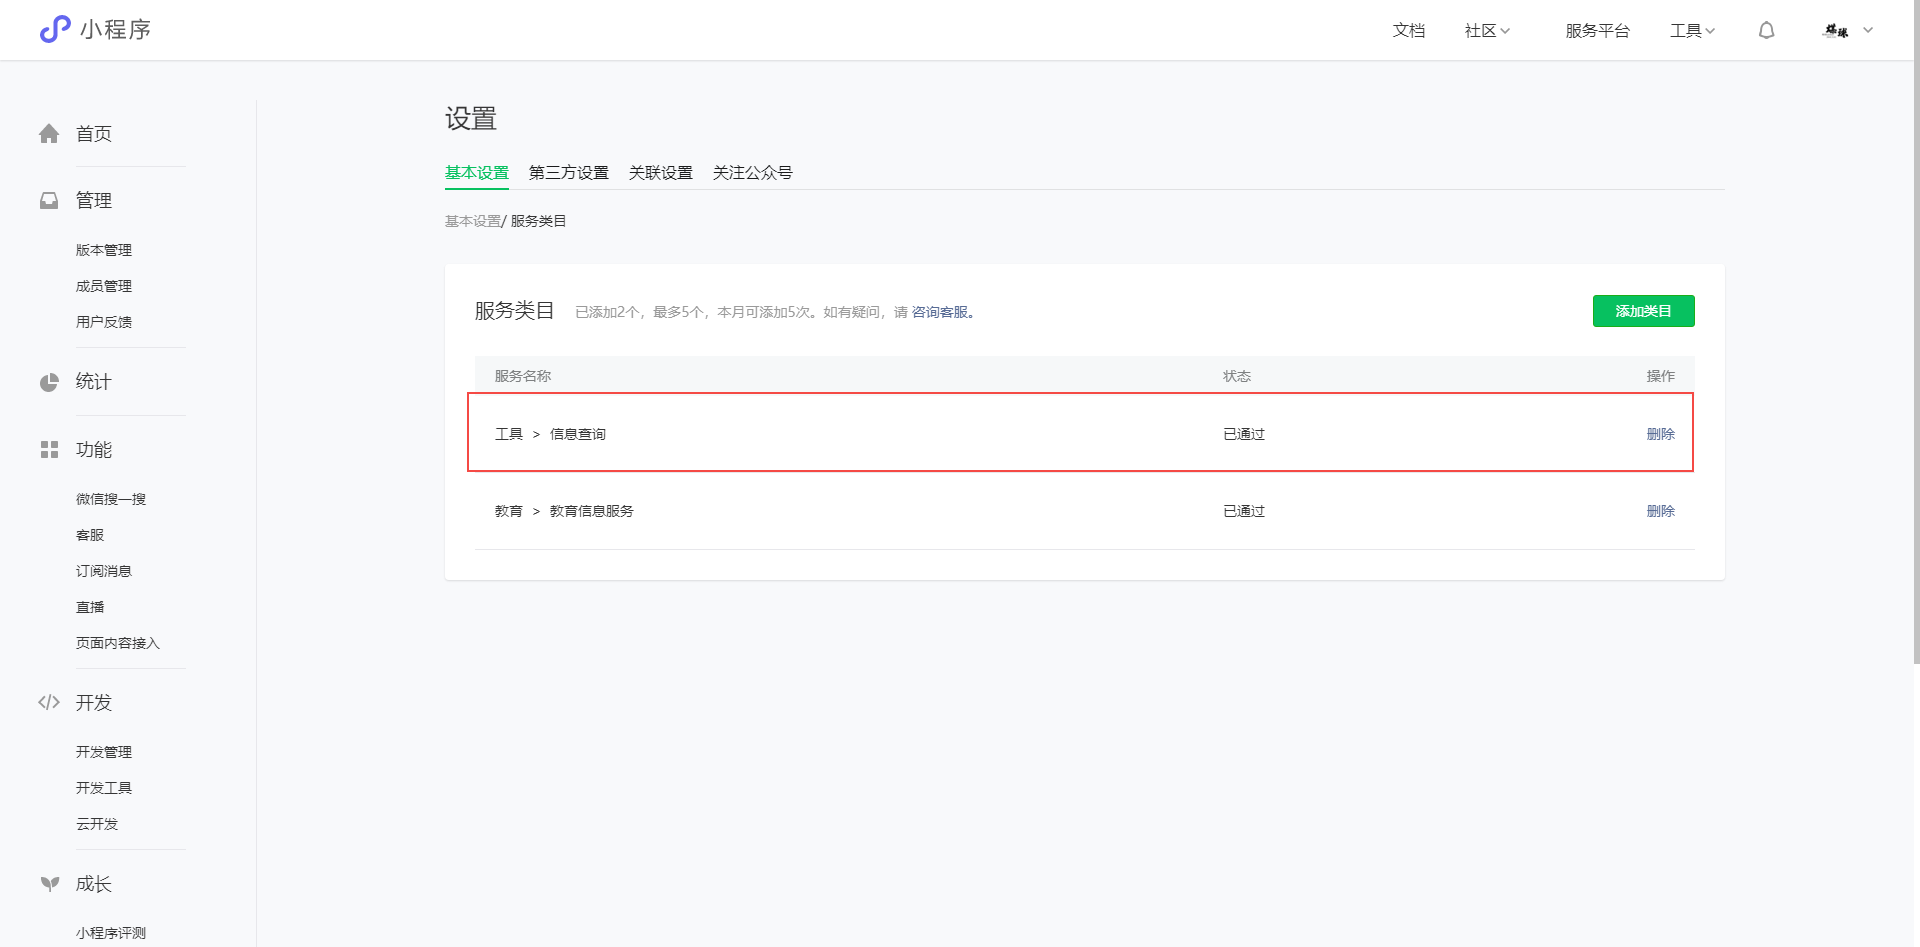 小程序
文档 社区 服务平台 工具
首页
管理
版本管理
成员管理
用户反馈
统计
功能
微信搜一搜
客服
订阅消息
直播
页面内容接入
开发
开发管理
开发工具
云开发
成长
小程序评测
设置
基本设置 第三方设置 关联设置 关注公众号
基本设置/ 服务类目
服务类目 已添加2个，最多5个，本月可添加5次。如有疑问，请 咨询客服。 添加类目
服务名称 状态 操作
工具 > 信息查询 已通过 删除
教育 > 教育信息服务 已通过 删除